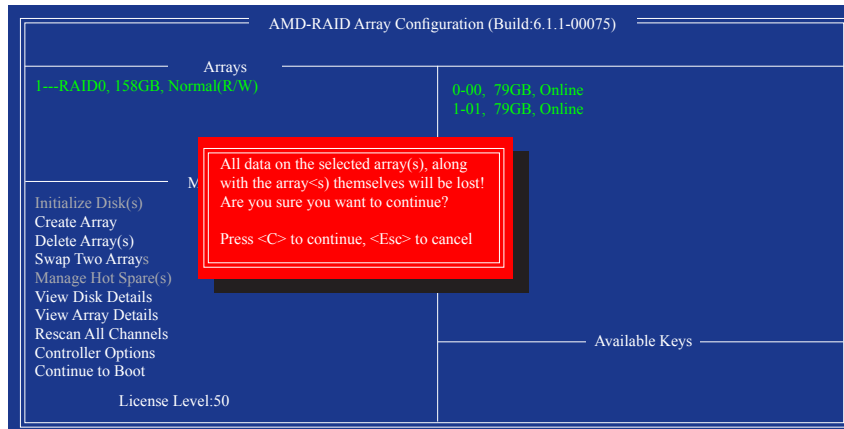 AMD-RAID Array Configuration (Build:6.1.1-00075)
Arrays
1---RAID0, 158GB, Normal(R/W)
0-00, 79GB, Online
1-01, 79GB, Online
All data on the selected array(s), along
with the array<s) themselves will be lost!
Are you sure you want to continue?
Press <C> to continue, <Esc> to cancel
M
Initialize Disk(s)
Create Array
Delete Array(s)
Swap Two Arrays
Manage Hot Spare(s)
View Disk Details
View Array Details
Rescan All Channels
Controller Options
Continue to Boot
License Level:50
Available Keys